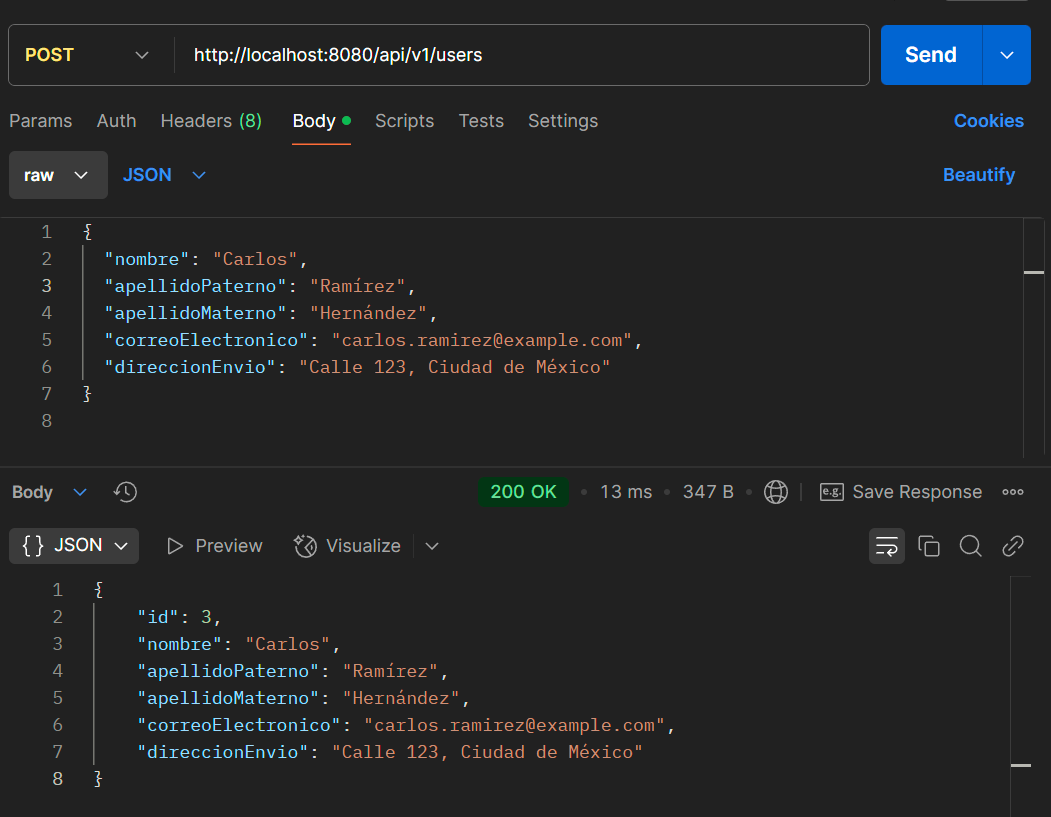 POST http://localhost:8080/api/v1/users Send
Params Auth Headers (8) Body Scripts Tests Settings Cookies
raw JSON Beautify
1 {
2 "nombre": "Carlos",
3 "apellidoPaterno": "Ramírez",
4 "apellidoMaterno": "Hernández",
5 "correoElectronico": "carlos.ramirez@example.com",
6 "direccionEnvio": "Calle 123, Ciudad de México"
7 }
8
Body 200 OK • 13 ms • 347 B • e.g. Save Response
{} JSON Preview Visualize
1 {
2 "id": 3,
3 "nombre": "Carlos",
4 "apellidoPaterno": "Ramírez",
5 "apellidoMaterno": "Hernández",
6 "correoElectronico": "carlos.ramirez@example.com",
7 "direccionEnvio": "Calle 123, Ciudad de México"
8 }